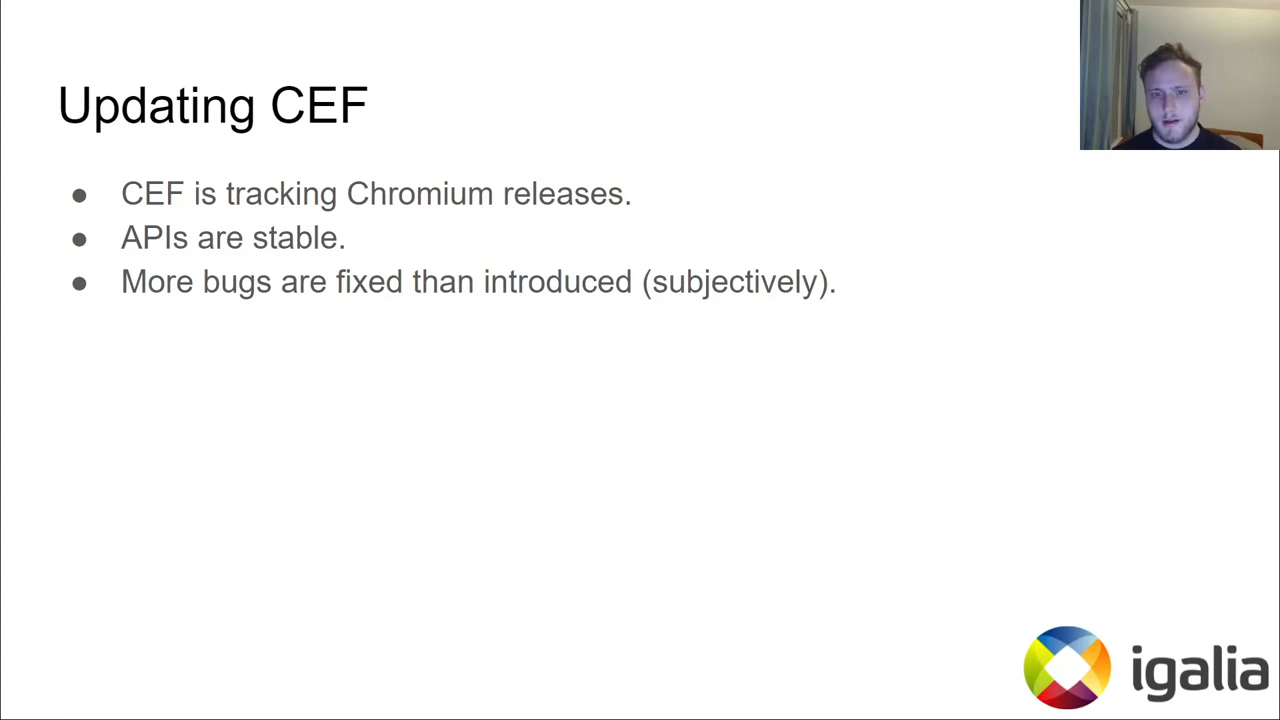 Updating CEF
● CEF is tracking Chromium releases.
● APIs are stable.
● More bugs are fixed than introduced (subjectively).
igalia